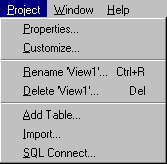 Project Window Help
Properties...
Customize...
Rename 'View1'... Ctrl+R
Delete 'View1'... Del
Add Table...
Import...
SQL Connect...